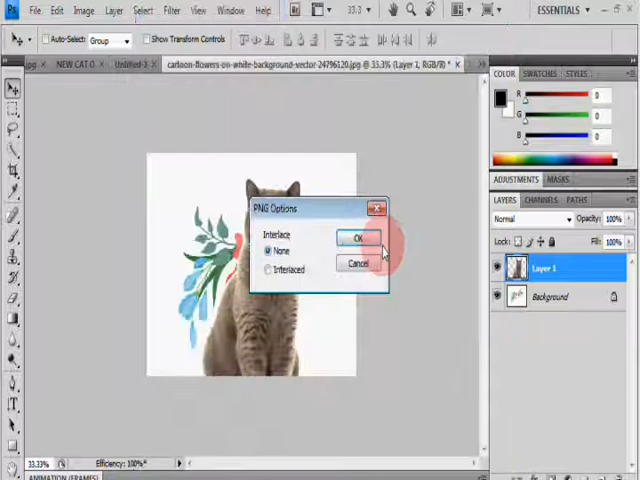 Ps File Edit Image Layer Select Filter View Window Help Br 33.3 ESSENTIALS
Auto-Select: Group Show Transform Controls
.jpg NEW CAT O Untitled-3 cartoon-flowers-on-white-background-vector-24796120.jpg @ 33.3% (Layer 1, RGB/8) *
COLOR SWATCHES STYLES
R 0
G 0
B 0
ADJUSTMENTS MASKS
LAYERS CHANNELS PATHS
Normal Opacity: 100%
Lock: Fill: 100%
Layer 1
Background
PNG Options
Interlace
None
Interlaced
OK
Cancel
33.33% Efficiency: 100%*
ANIMATION (FRAMES)